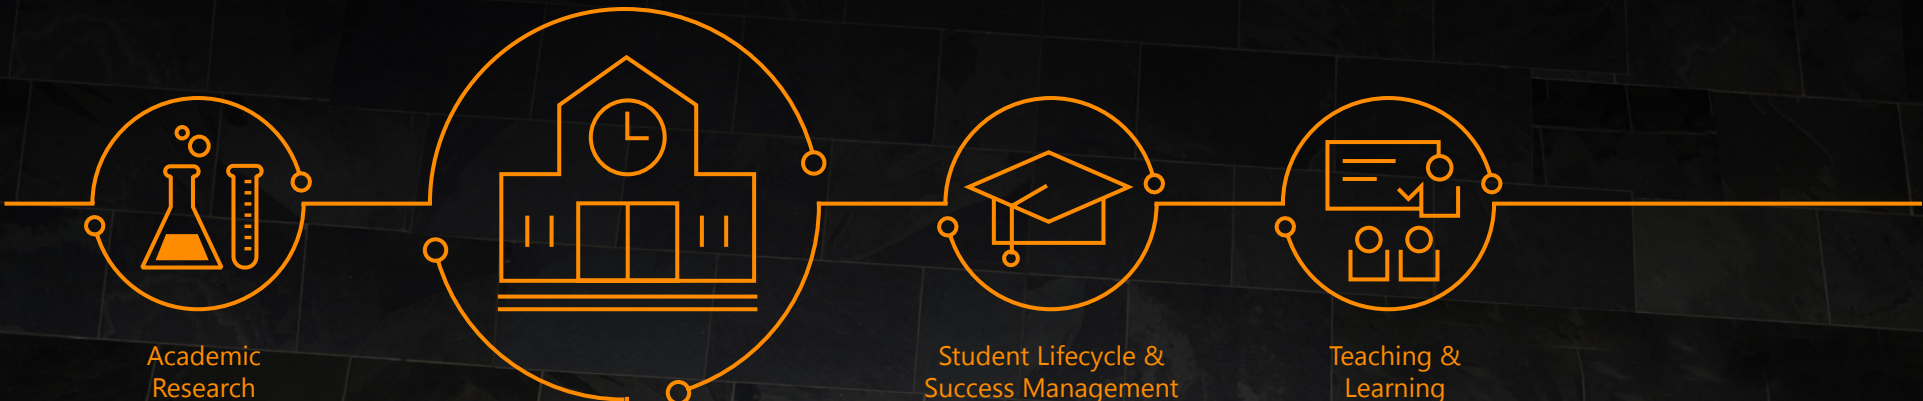 Academic
Research
Student Lifecycle &
Success Management
Teaching &
Learning